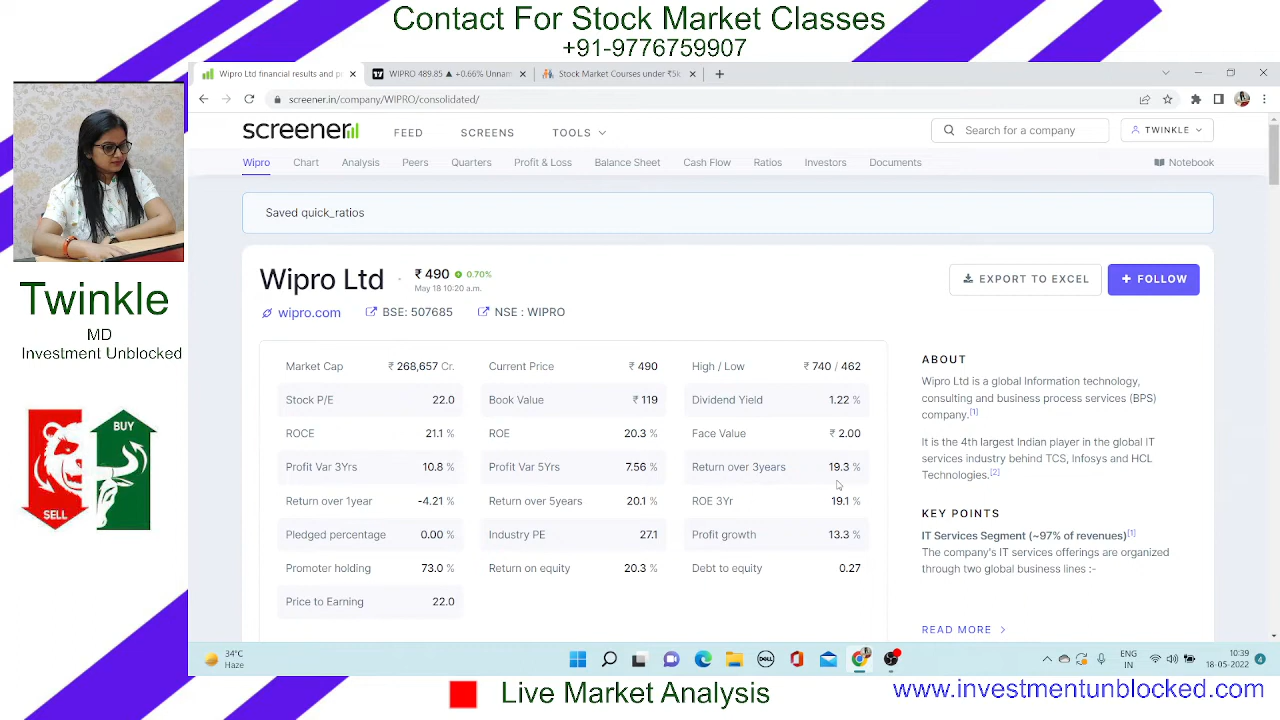 Contact For Stock Market Classes
+91-9776759907
Wipro Ltd financial results and p
WIPRO 489.85 ▲ +0.66% Unnam
Stock Market Courses under ₹5k
screener.in/company/WIPRO/consolidated/
screener
FEED
SCREENS
TOOLS
Search for a company
TWINKLE
Wipro
Chart
Analysis
Peers
Quarters
Profit & Loss
Balance Sheet
Cash Flow
Ratios
Investors
Documents
Notebook
Saved quick_ratios
Wipro Ltd
₹ 490 0.70%
May 18 10:20 a.m.
EXPORT TO EXCEL
+ FOLLOW
wipro.com
BSE: 507685
NSE : WIPRO
Market Cap ₹ 268,657 Cr.
Current Price ₹ 490
High / Low ₹ 740 / 462
Stock P/E 22.0
Book Value ₹ 119
Dividend Yield 1.22 %
ROCE 21.1 %
ROE 20.3 %
Face Value ₹ 2.00
Profit Var 3Yrs 10.8 %
Profit Var 5Yrs 7.56 %
Return over 3years 19.3 %
Return over 1year -4.21 %
Return over 5years 20.1 %
ROE 3Yr 19.1 %
Pledged percentage 0.00 %
Industry PE 27.1
Profit growth 13.3 %
Promoter holding 73.0 %
Return on equity 20.3 %
Debt to equity 0.27
Price to Earning 22.0
ABOUT
Wipro Ltd is a global Information technology,
consulting and business process services (BPS)
company.[1]
It is the 4th largest Indian player in the global IT
services industry behind TCS, Infosys and HCL
Technologies.[2]
KEY POINTS
IT Services Segment (~97% of revenues)[1]
The company's IT services offerings are organized
through two global business lines :-
READ MORE
Twinkle
MD
Investment Unblocked
SELL
BUY
34°C
Haze
DELL
ENG
IN
10:39
18-05-2022
4
Live Market Analysis
www.investmentunblocked.com